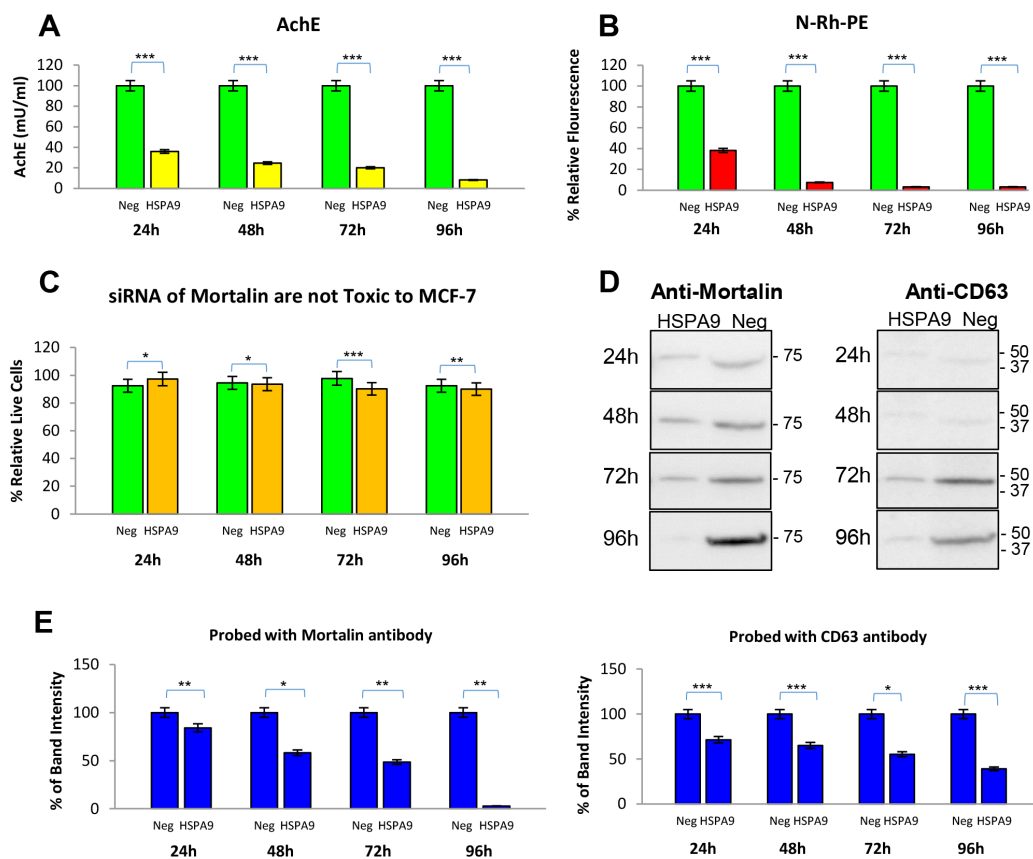 A
AchE
AchE (mU/ml)
120
100
80
60
40
20
0
*** *** *** ***
Neg HSPA9 Neg HSPA9 Neg HSPA9 Neg HSPA9
24h 48h 72h 96h
B
N-Rh-PE
% Relative Flourescence
120
100
80
60
40
20
0
*** *** *** ***
Neg HSPA9 Neg HSPA9 Neg HSPA9 Neg HSPA9
24h 48h 72h 96h
C
siRNA of Mortalin are not Toxic to MCF-7
% Relative Live Cells
120
100
80
60
40
20
0
* * *** **
Neg HSPA9 Neg HSPA9 Neg HSPA9 Neg HSPA9
24h 48h 72h 96h
D
Anti-Mortalin
HSPA9 Neg
24h - 75
48h - 75
72h - 75
96h - 75
Anti-CD63
HSPA9 Neg
24h - 50
- 37
48h - 50
- 37
72h - 50
- 37
96h - 50
- 37
E
Probed with Mortalin antibody
% of Band Intensity
150
100
50
0
** * ** **
Neg HSPA9 Neg HSPA9 Neg HSPA9 Neg HSPA9
24h 48h 72h 96h
Probed with CD63 antibody
% of Band Intensity
150
100
50
0
*** *** * ***
Neg HSPA9 Neg HSPA9 Neg HSPA9 Neg HSPA9
24h 48h 72h 96h